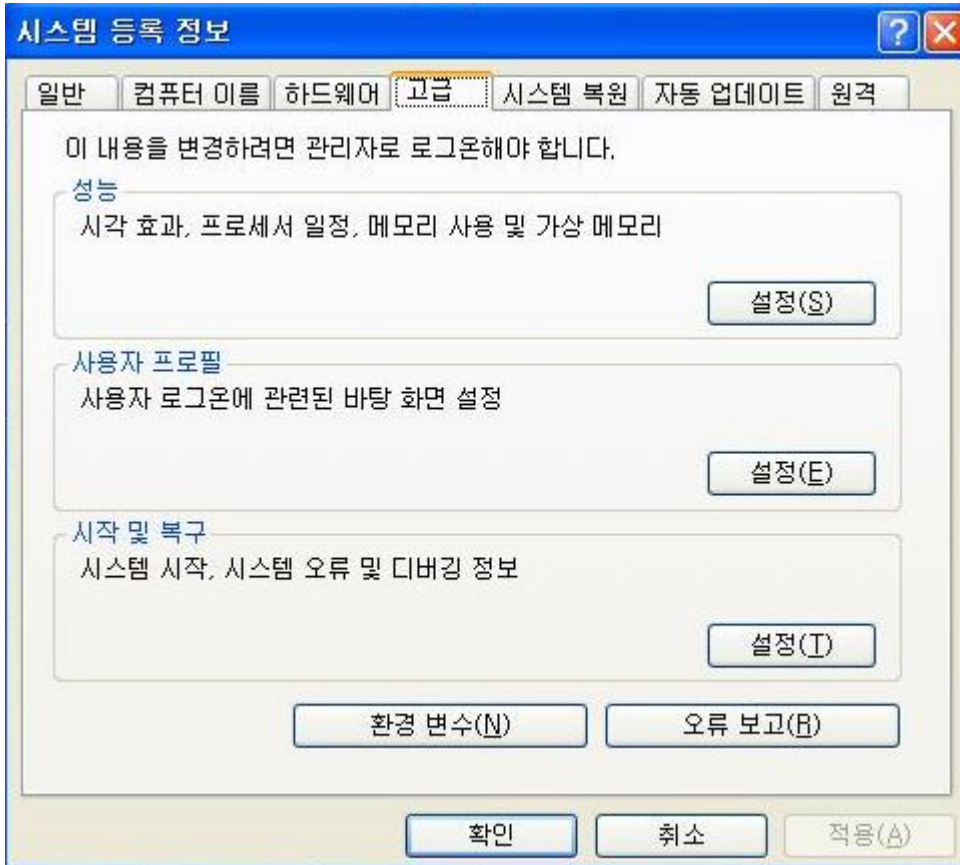 시스템 등록 정보
일반 컴퓨터 이름 하드웨어 고급 시스템 복원 자동 업데이트 원격
이 내용을 변경하려면 관리자로 로그온해야 합니다.
성능
시각 효과, 프로세서 일정, 메모리 사용 및 가상 메모리
설정(S)
사용자 프로필
사용자 로그온에 관련된 바탕 화면 설정
설정(E)
시작 및 복구
시스템 시작, 시스템 오류 및 디버깅 정보
설정(T)
환경 변수(N) 오류 보고(R)
확인 취소 적용(A)